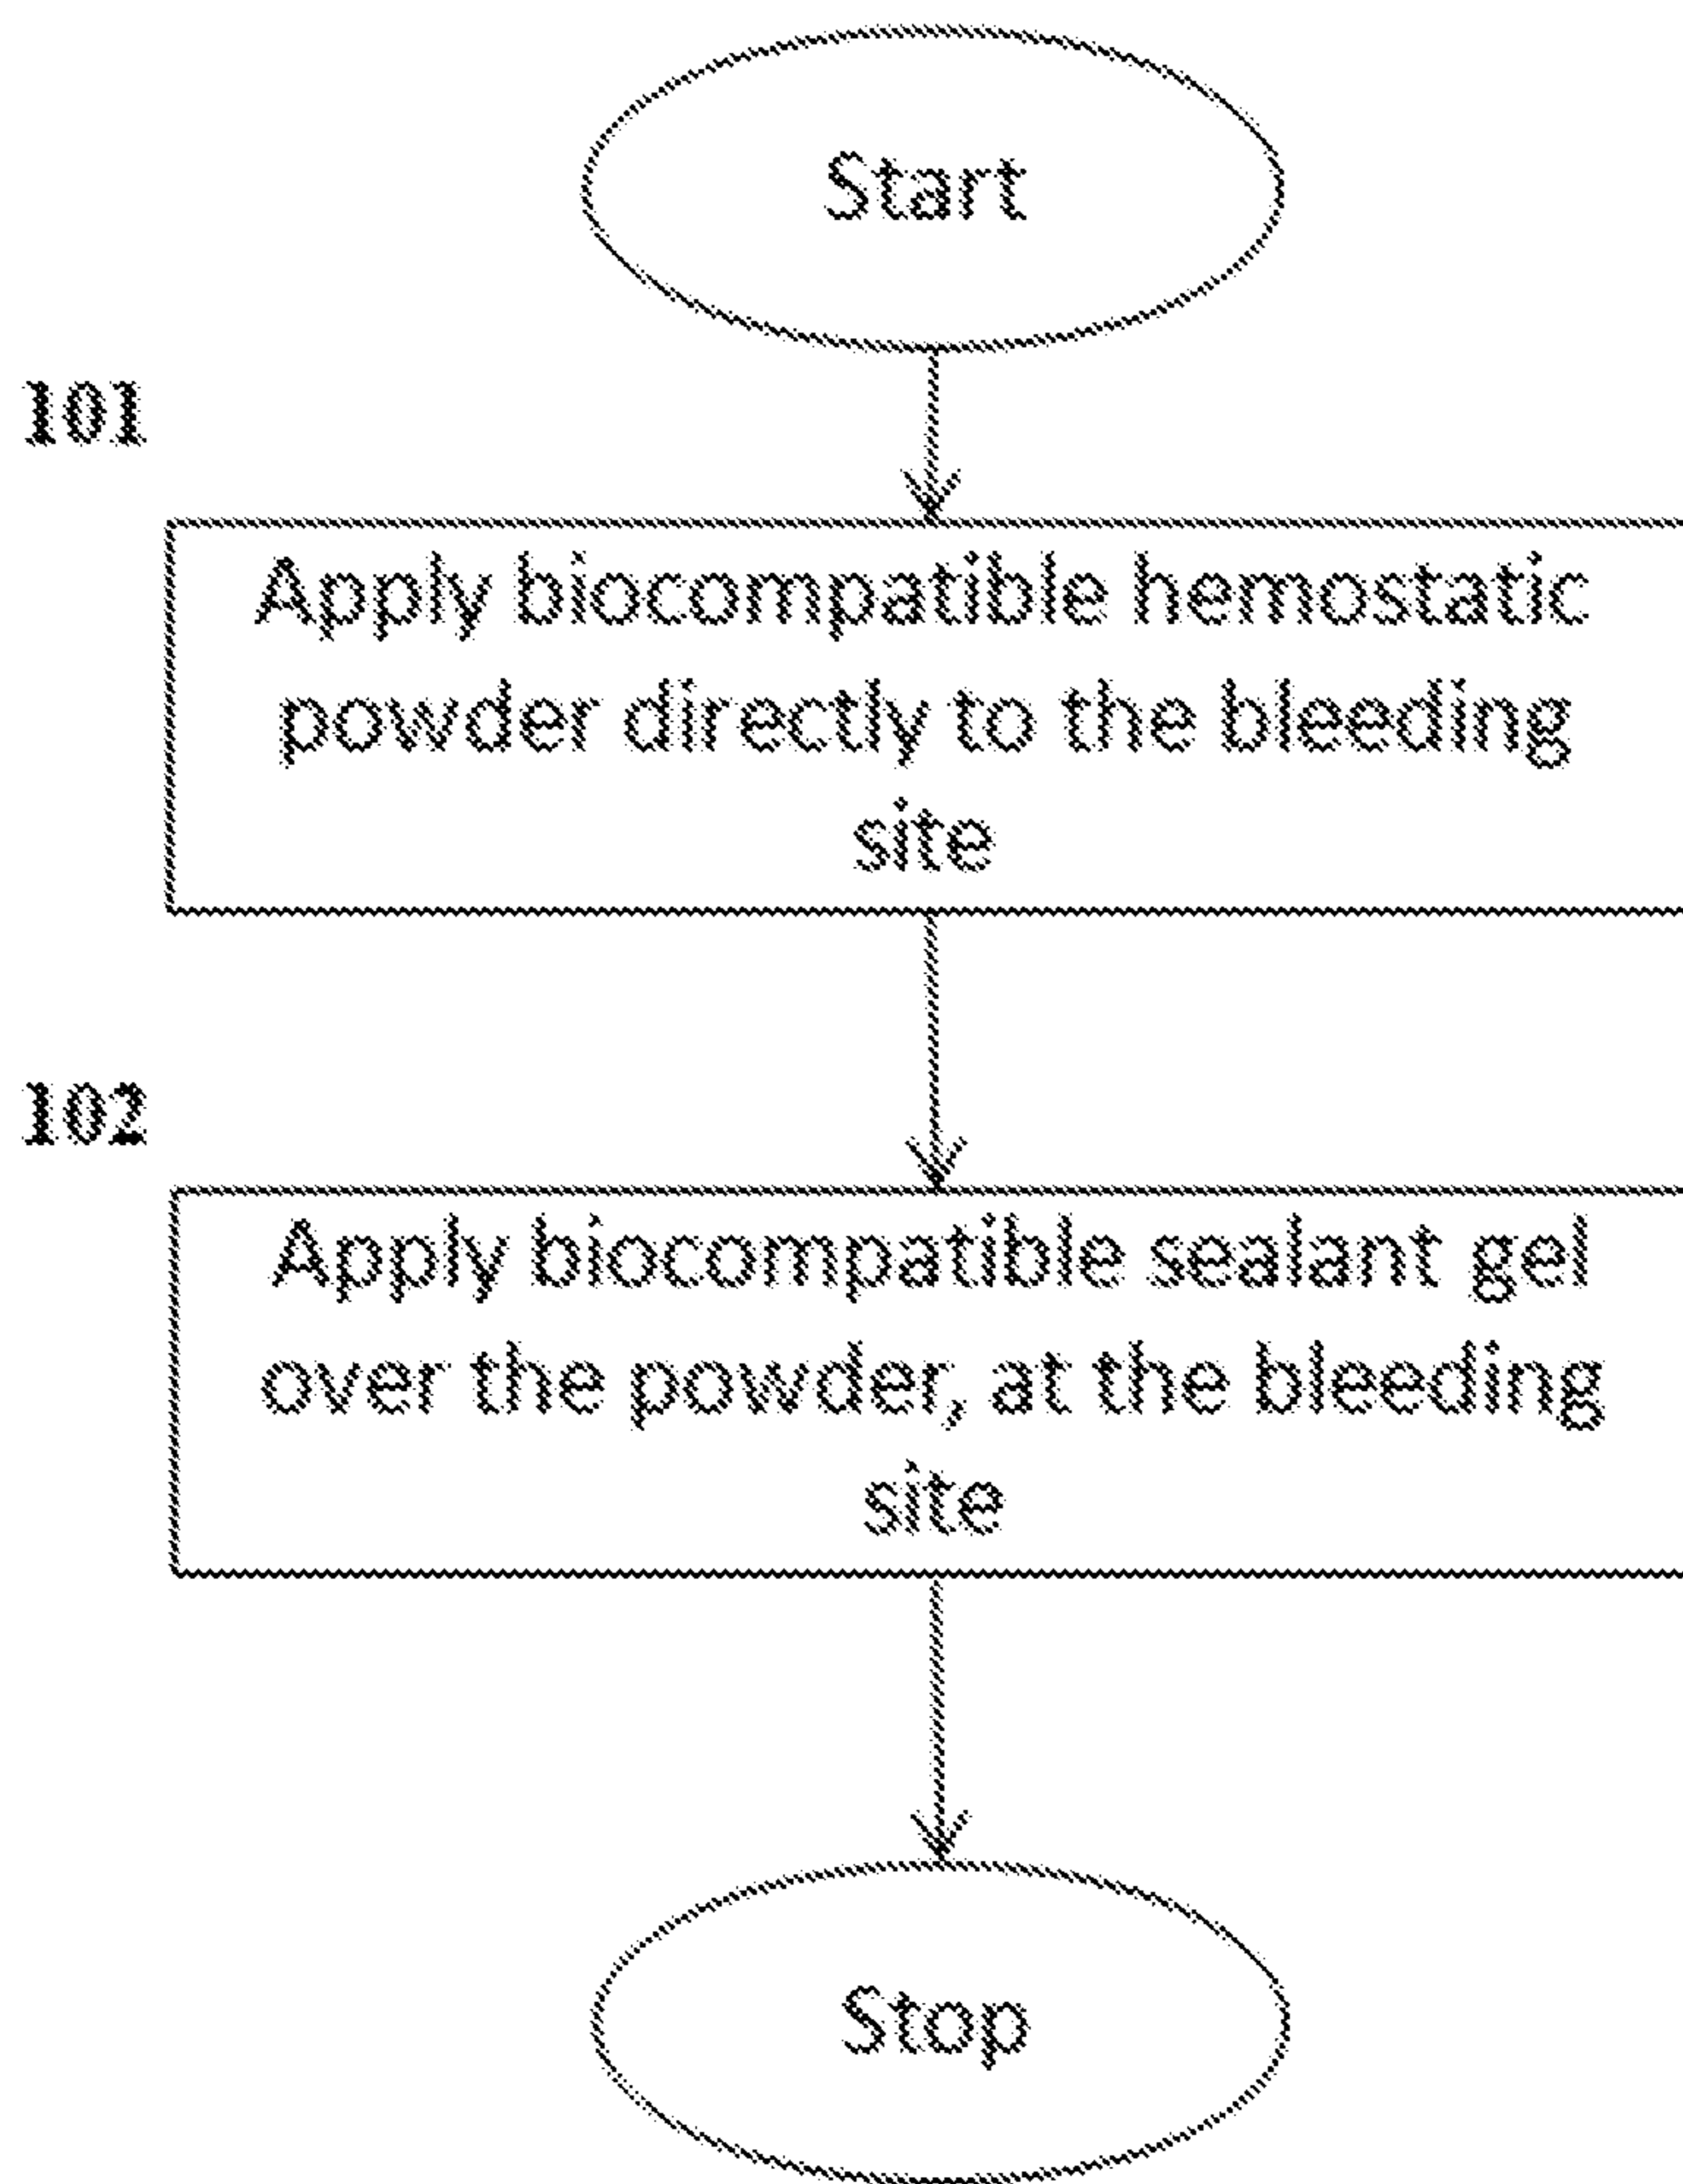 Start
101
Apply biocompatible hemostatic
powder directly to the bleeding
site
102
Apply biocompatible sealant gel
over the powder, at the bleeding
site
Stop